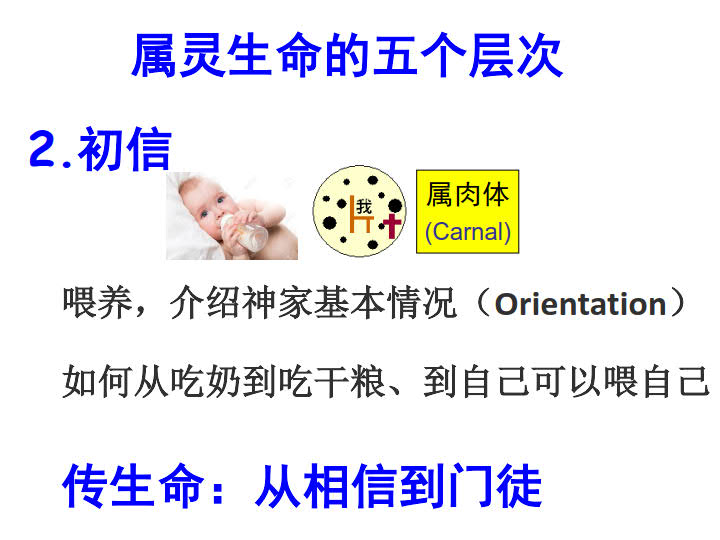 属灵生命的五个层次
2.初信
我
属肉体
(Carnal)
喂养，介绍神家基本情况（Orientation）
如何从吃奶到吃干粮、到自己可以喂自己
传生命：从相信到门徒